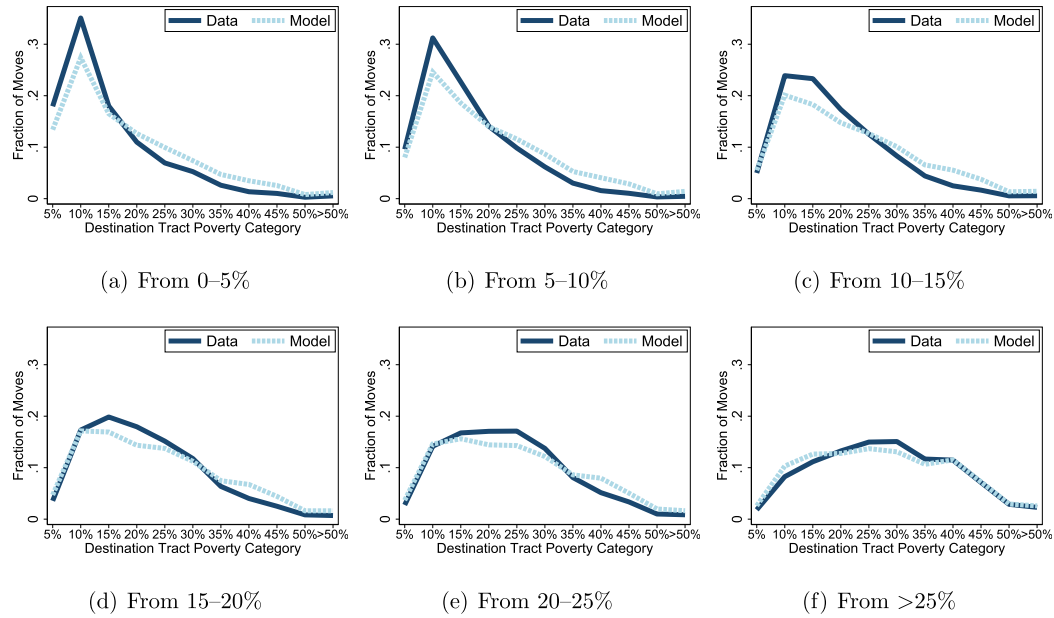 Data Model
Fraction of Moves
0 .1 .2 .3
5% 10% 15% 20% 25% 30% 35% 40% 45% 50%>50%
Destination Tract Poverty Category
(a) From 0–5%
Data Model
Fraction of Moves
0 .1 .2 .3
5% 10% 15% 20% 25% 30% 35% 40% 45% 50%>50%
Destination Tract Poverty Category
(b) From 5–10%
Data Model
Fraction of Moves
0 .1 .2 .3
5% 10% 15% 20% 25% 30% 35% 40% 45% 50%>50%
Destination Tract Poverty Category
(c) From 10–15%
Data Model
Fraction of Moves
0 .1 .2 .3
5% 10% 15% 20% 25% 30% 35% 40% 45% 50%>50%
Destination Tract Poverty Category
(d) From 15–20%
Data Model
Fraction of Moves
0 .1 .2 .3
5% 10% 15% 20% 25% 30% 35% 40% 45% 50%>50%
Destination Tract Poverty Category
(e) From 20–25%
Data Model
Fraction of Moves
0 .1 .2 .3
5% 10% 15% 20% 25% 30% 35% 40% 45% 50%>50%
Destination Tract Poverty Category
(f) From >25%